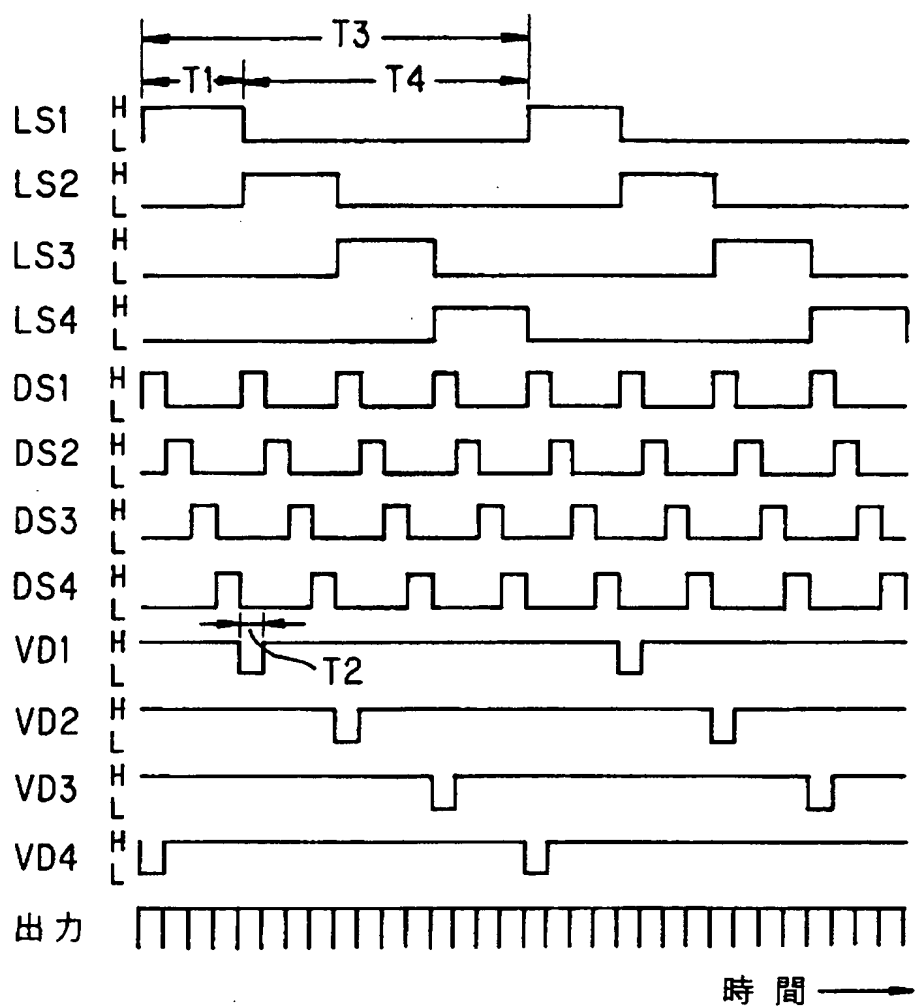 T3
T1 T4
LS1 H
L
LS2 H
L
LS3 H
L
LS4 H
L
DS1 H
L
DS2 H
L
DS3 H
L
DS4 H
L
VD1 H
L
T2
VD2 H
L
VD3 H
L
VD4 H
L
出力
時間